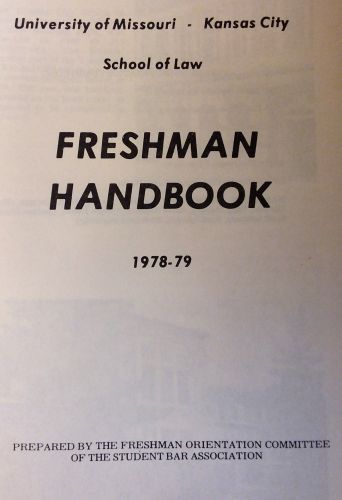 University of Missouri - Kansas City
School of Law
FRESHMAN
HANDBOOK
1978-79
PREPARED BY THE FRESHMAN ORIENTATION COMMITTEE
OF THE STUDENT BAR ASSOCIATION